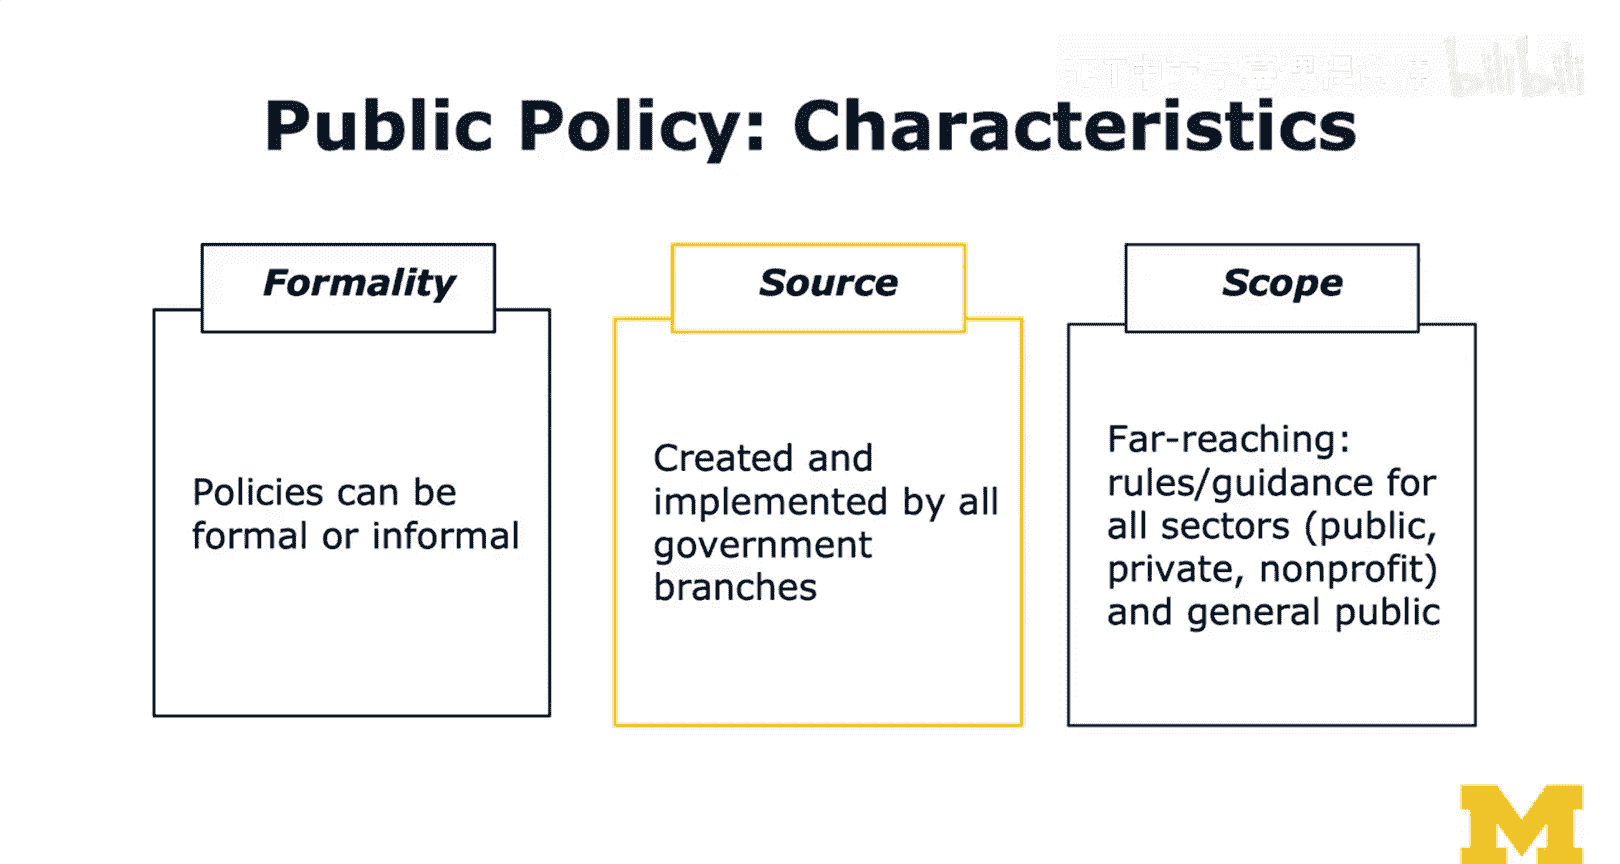 bilibili
Public Policy: Characteristics
Formality
Policies can be
formal or informal
Source
Created and
implemented by all
government
branches
Scope
Far-reaching:
rules/guidance for
all sectors (public,
private, nonprofit)
and general public
M